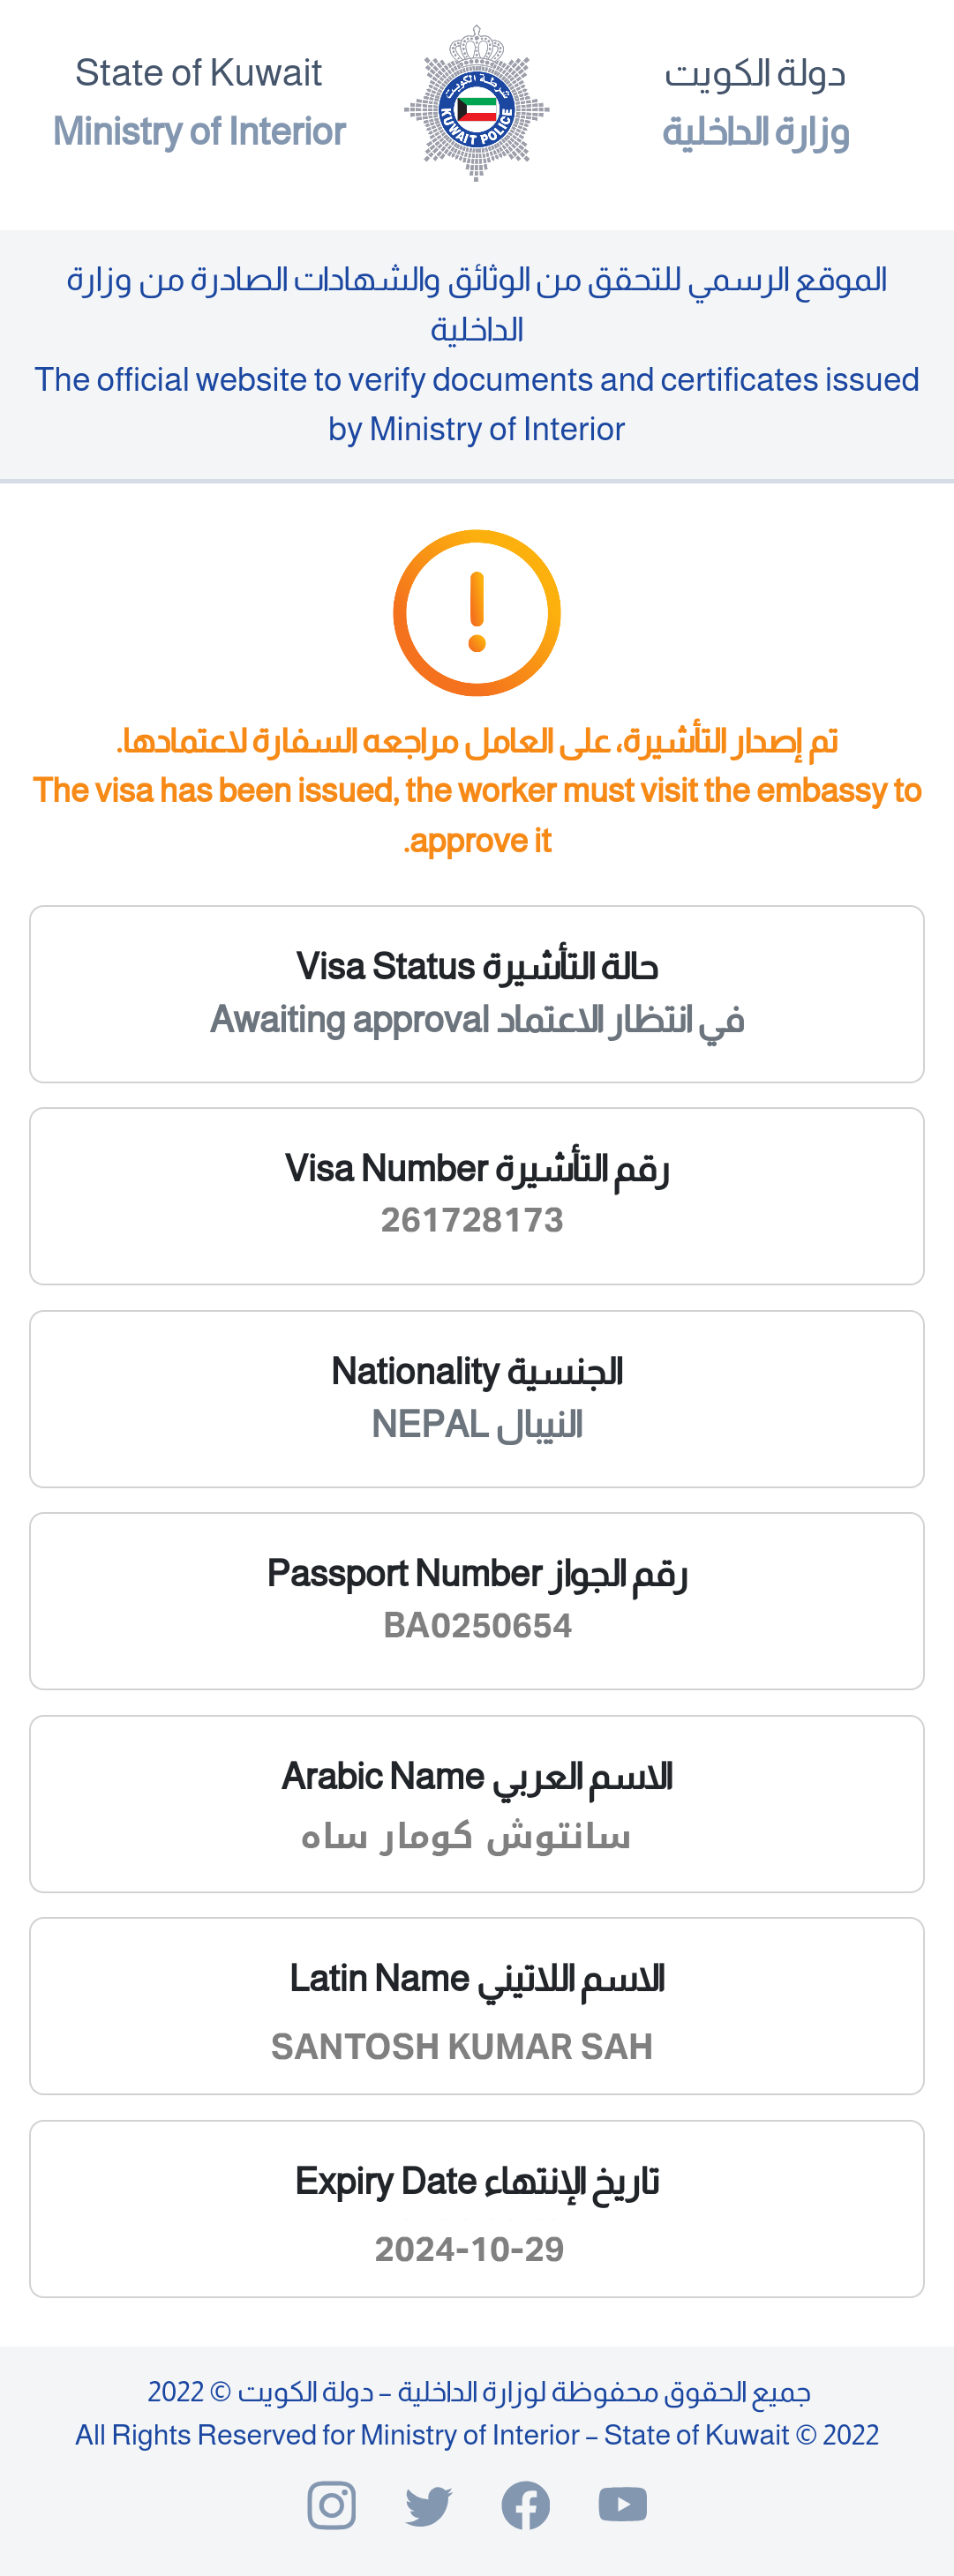 State of Kuwait
Ministry of Interior
شرطة الكويت
KUWAIT POLICE
دولة الكويت
وزارة الداخلية
الموقع الرسمي للتحقق من الوثائق والشهادات الصادرة من وزارة
الداخلية
The official website to verify documents and certificates issued
by Ministry of Interior
تم إصدار التأشيرة، على العامل مراجعه السفارة لاعتمادها.
The visa has been issued, the worker must visit the embassy to
.approve it
Visa Status حالة التأشيرة
Awaiting approval في انتظار الاعتماد
Visa Number رقم التأشيرة
261728173
Nationality الجنسية
NEPAL النيبال
Passport Number رقم الجواز
BA0250654
Arabic Name الاسم العربي
سانتوش كومار ساه
Latin Name الاسم اللاتيني
SANTOSH KUMAR SAH
Expiry Date تاريخ الإنتهاء
2024-10-29
جميع الحقوق محفوظة لوزارة الداخلية – دولة الكويت © 2022
All Rights Reserved for Ministry of Interior – State of Kuwait © 2022